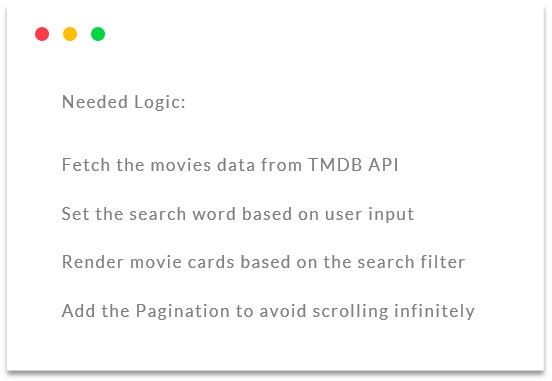 Needed Logic:
Fetch the movies data from TMDB API
Set the search word based on user input
Render movie cards based on the search filter
Add the Pagination to avoid scrolling infinitely